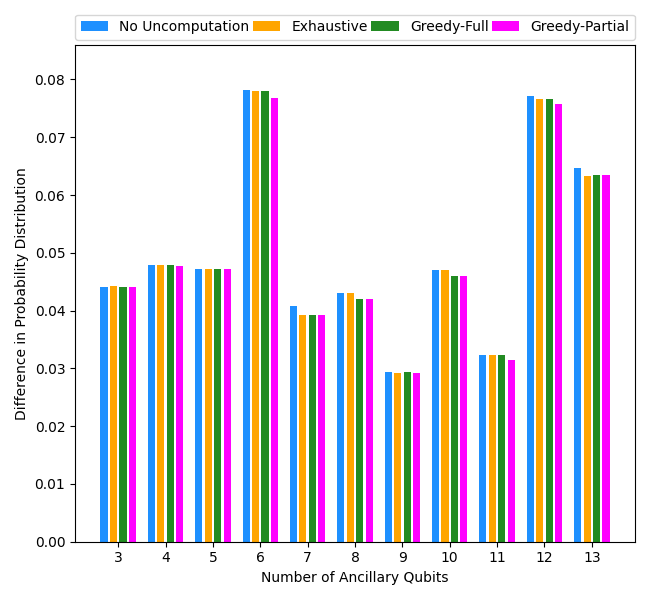 No Uncomputation Exhaustive Greedy-Full Greedy-Partial
0.08
0.07
0.06
0.05
0.04
0.03
0.02
0.01
0.00
Difference in Probability Distribution
3 4 5 6 7 8 9 10 11 12 13
Number of Ancillary Qubits